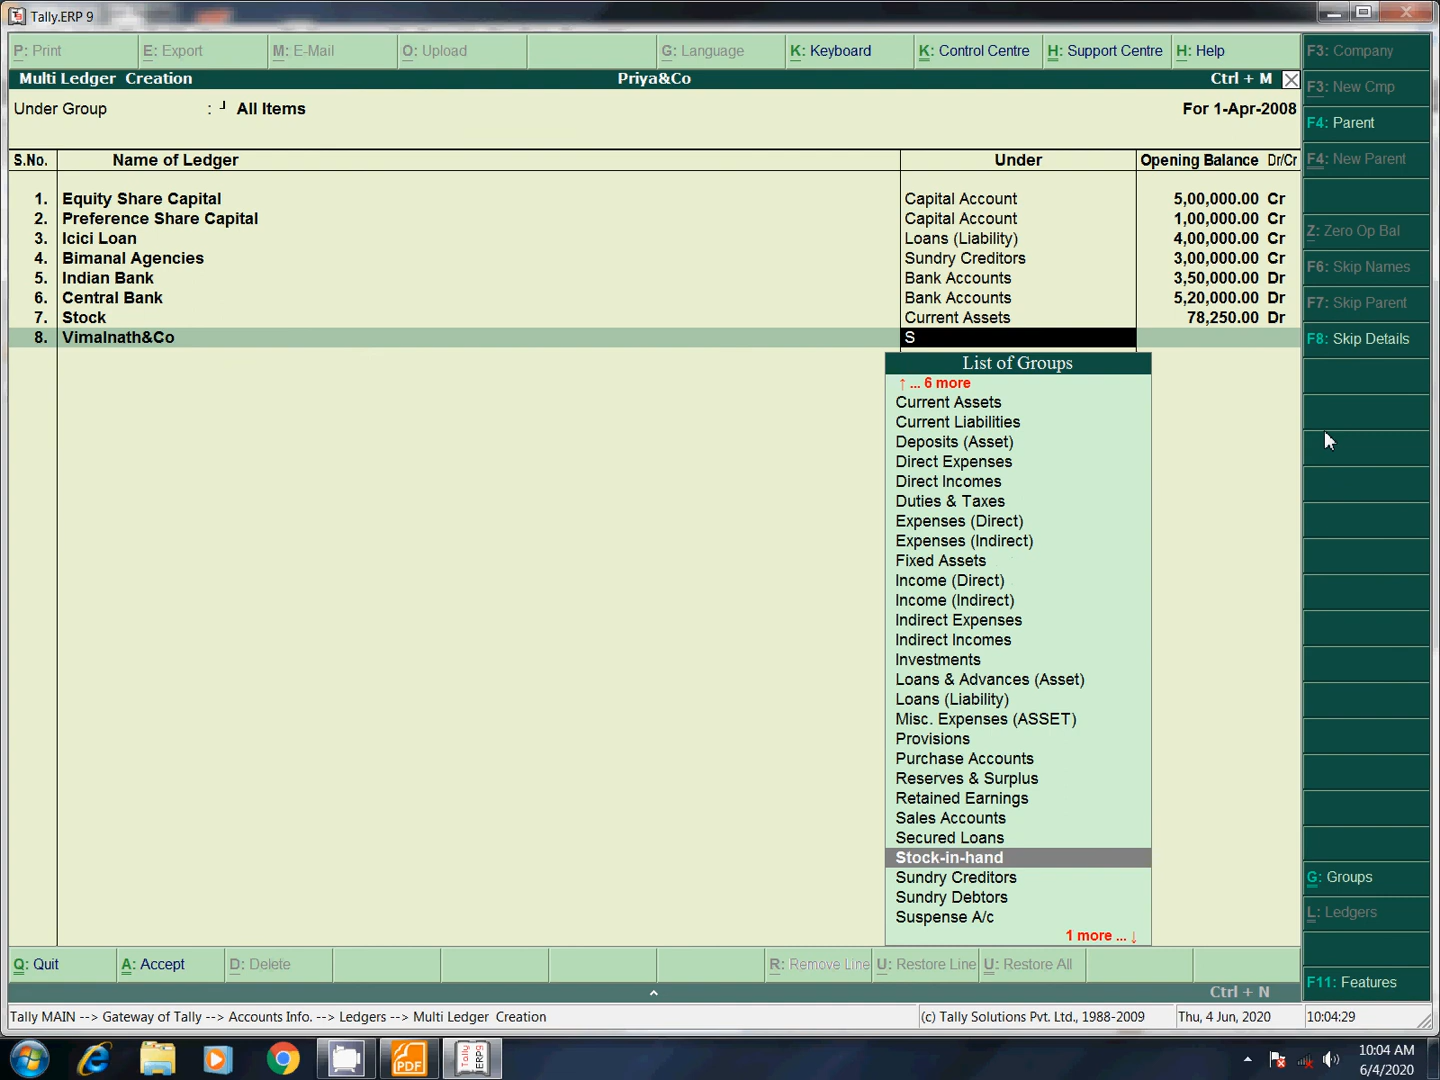 Tally.ERP 9
P: Print
E: Export
M: E-Mail
O: Upload
G: Language
K: Keyboard
K: Control Centre
H: Support Centre
H: Help
Multi Ledger Creation
Priya&Co
Ctrl + M
Under Group : ┘ All Items
For 1-Apr-2008
S.No. Name of Ledger Under Opening Balance Dr/Cr
1. Equity Share Capital Capital Account 5,00,000.00 Cr
2. Preference Share Capital Capital Account 1,00,000.00 Cr
3. Icici Loan Loans (Liability) 4,00,000.00 Cr
4. Bimanal Agencies Sundry Creditors 3,00,000.00 Cr
5. Indian Bank Bank Accounts 3,50,000.00 Dr
6. Central Bank Bank Accounts 5,20,000.00 Dr
7. Stock Current Assets 78,250.00 Dr
8. Vimalnath&Co S
List of Groups
↑ ... 6 more
Current Assets
Current Liabilities
Deposits (Asset)
Direct Expenses
Direct Incomes
Duties & Taxes
Expenses (Direct)
Expenses (Indirect)
Fixed Assets
Income (Direct)
Income (Indirect)
Indirect Expenses
Indirect Incomes
Investments
Loans & Advances (Asset)
Loans (Liability)
Misc. Expenses (ASSET)
Provisions
Purchase Accounts
Reserves & Surplus
Retained Earnings
Sales Accounts
Secured Loans
Stock-in-hand
Sundry Creditors
Sundry Debtors
Suspense A/c
1 more ... ↓
F3: Company
F3: New Cmp
F4: Parent
F4: New Parent
Z: Zero Op Bal
F6: Skip Names
F7: Skip Parent
F8: Skip Details
G: Groups
L: Ledgers
F11: Features
Q: Quit
A: Accept
D: Delete
R: Remove Line
U: Restore Line
U: Restore All
Ctrl + N
Tally MAIN --> Gateway of Tally --> Accounts Info. --> Ledgers --> Multi Ledger Creation
(c) Tally Solutions Pvt. Ltd., 1988-2009
Thu, 4 Jun, 2020
10:04:29
PDF
Tally
ERP9
10:04 AM
6/4/2020